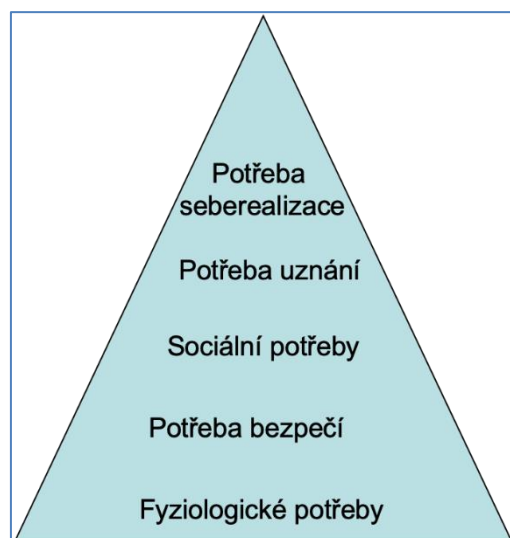 Potřeba
seberealizace
Potřeba uznání
Sociální potřeby
Potřeba bezpečí
Fyziologické potřeby